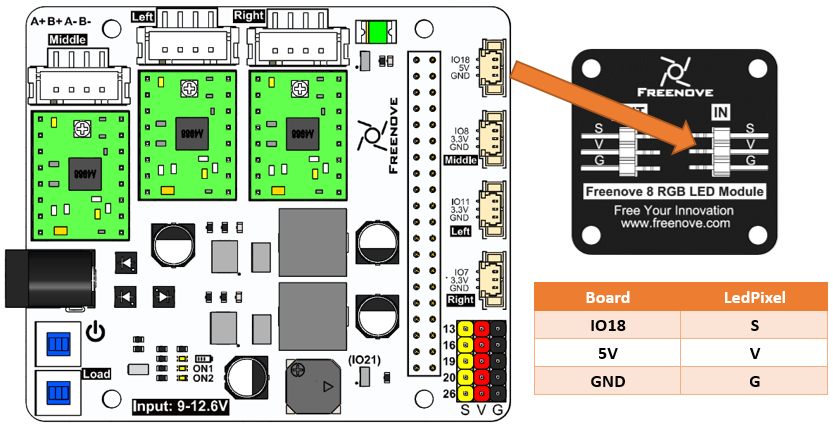 A+B+A-B-
Left
Right
Middle
A4988
A4988
A4988
IO18
5V
GND
FREENOVE
IO8
3.3V
GND
Middle
IO11
3.3V
GND
Left
IO7
3.3V
GND
Right
13
16
19
20
26
S V G
(IO21)
ON1
ON2
Load
Input: 9-12.6V
FREENOVE
IN
S S
V V
G G
Freenove 8 RGB LED Module
Free Your Innovation
www.freenove.com
Board LedPixel
IO18 S
5V V
GND G